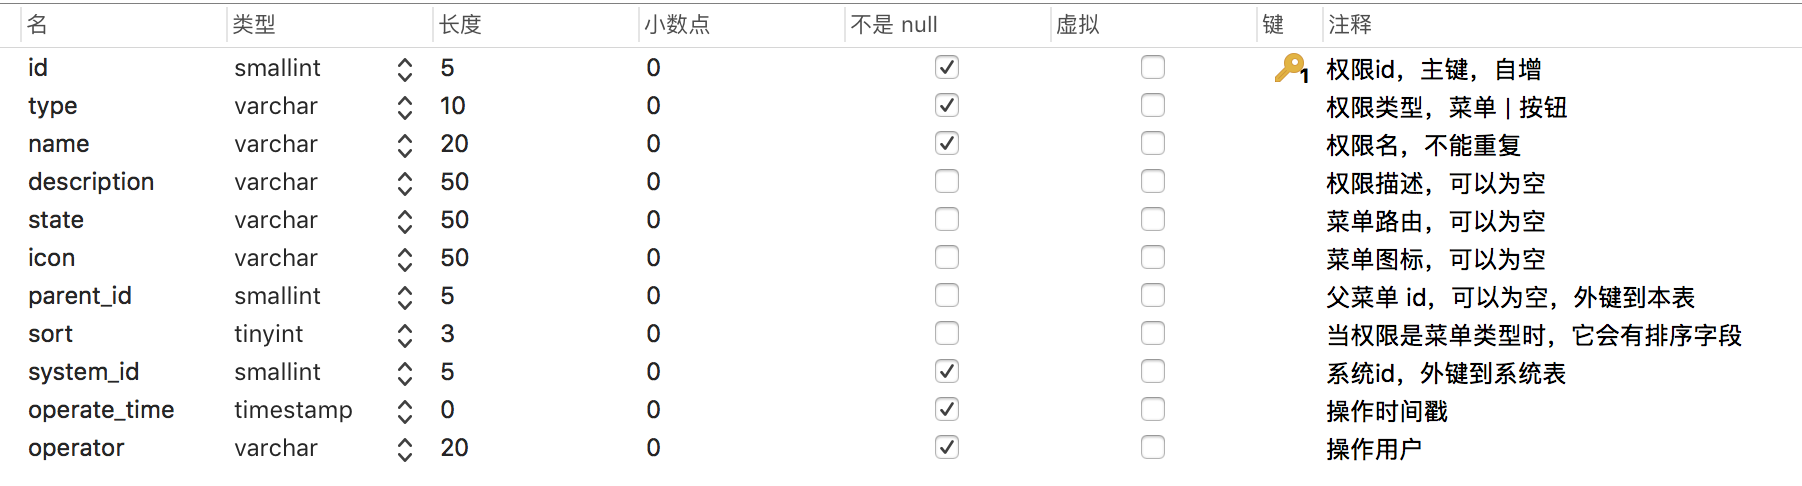 名 类型 长度 小数点 不是 null 虚拟 键 注释
id smallint 5 0 1 权限id，主键，自增
type varchar 10 0 权限类型，菜单 | 按钮
name varchar 20 0 权限名，不能重复
description varchar 50 0 权限描述，可以为空
state varchar 50 0 菜单路由，可以为空
icon varchar 50 0 菜单图标，可以为空
parent_id smallint 5 0 父菜单 id，可以为空，外键到本表
sort tinyint 3 0 当权限是菜单类型时，它会有排序字段
system_id smallint 5 0 系统id，外键到系统表
operate_time timestamp 0 0 操作时间戳
operator varchar 20 0 操作用户